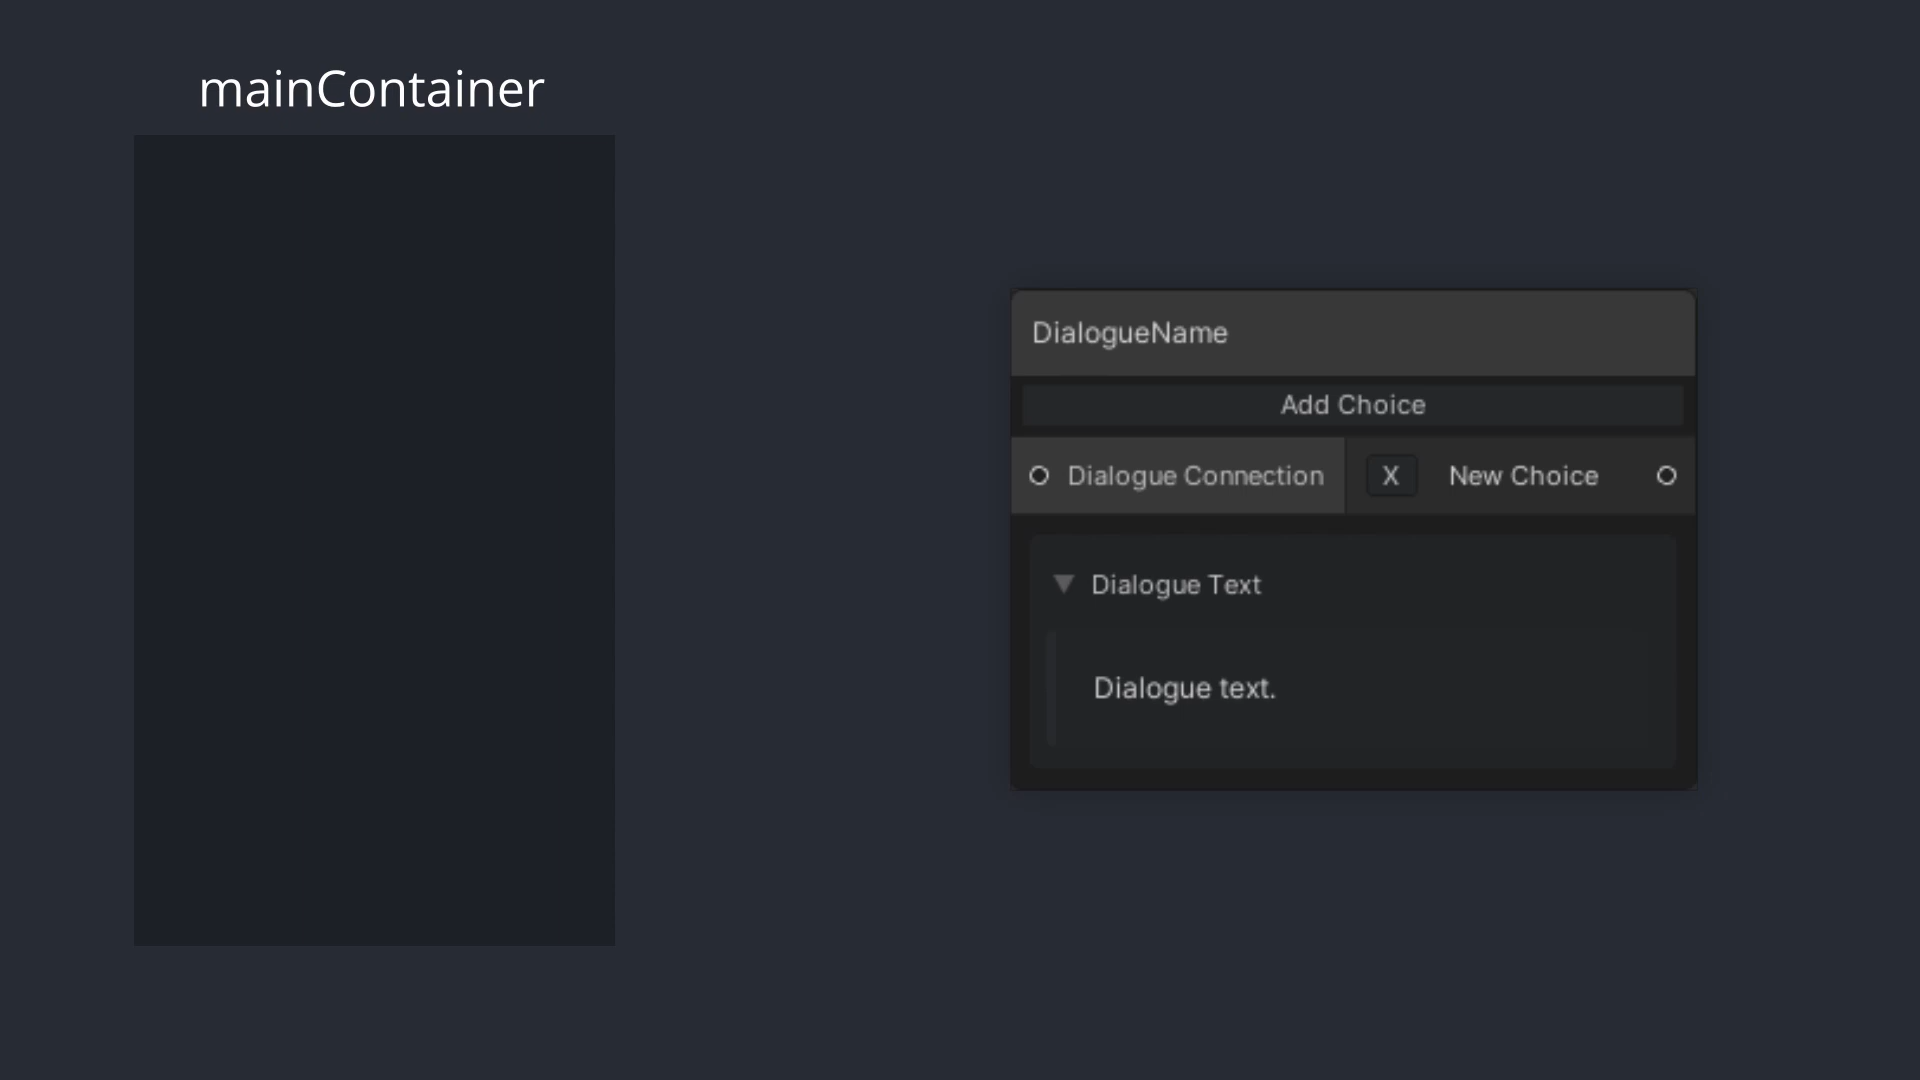 mainContainer
DialogueName
Add Choice
Dialogue Connection X New Choice
Dialogue Text
Dialogue text.